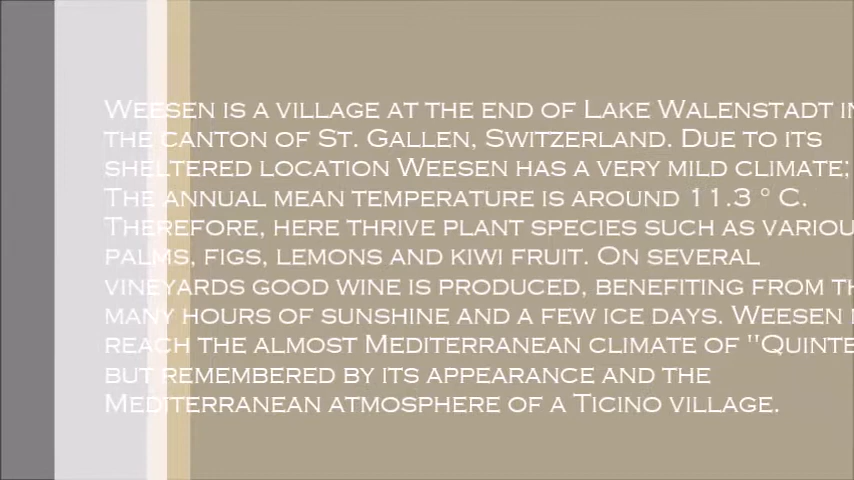 Weesen is a village at the end of Lake Walenstadt in
the canton of St. Gallen, Switzerland. Due to its
sheltered location Weesen has a very mild climate;
The annual mean temperature is around 11.3 ° C.
Therefore, here thrive plant species such as variou
palms, figs, lemons and kiwi fruit. On several
vineyards good wine is produced, benefiting from th
many hours of sunshine and a few ice days. Weesen
reach the almost Mediterranean climate of "Quinte
but remembered by its appearance and the
Mediterranean atmosphere of a Ticino village.